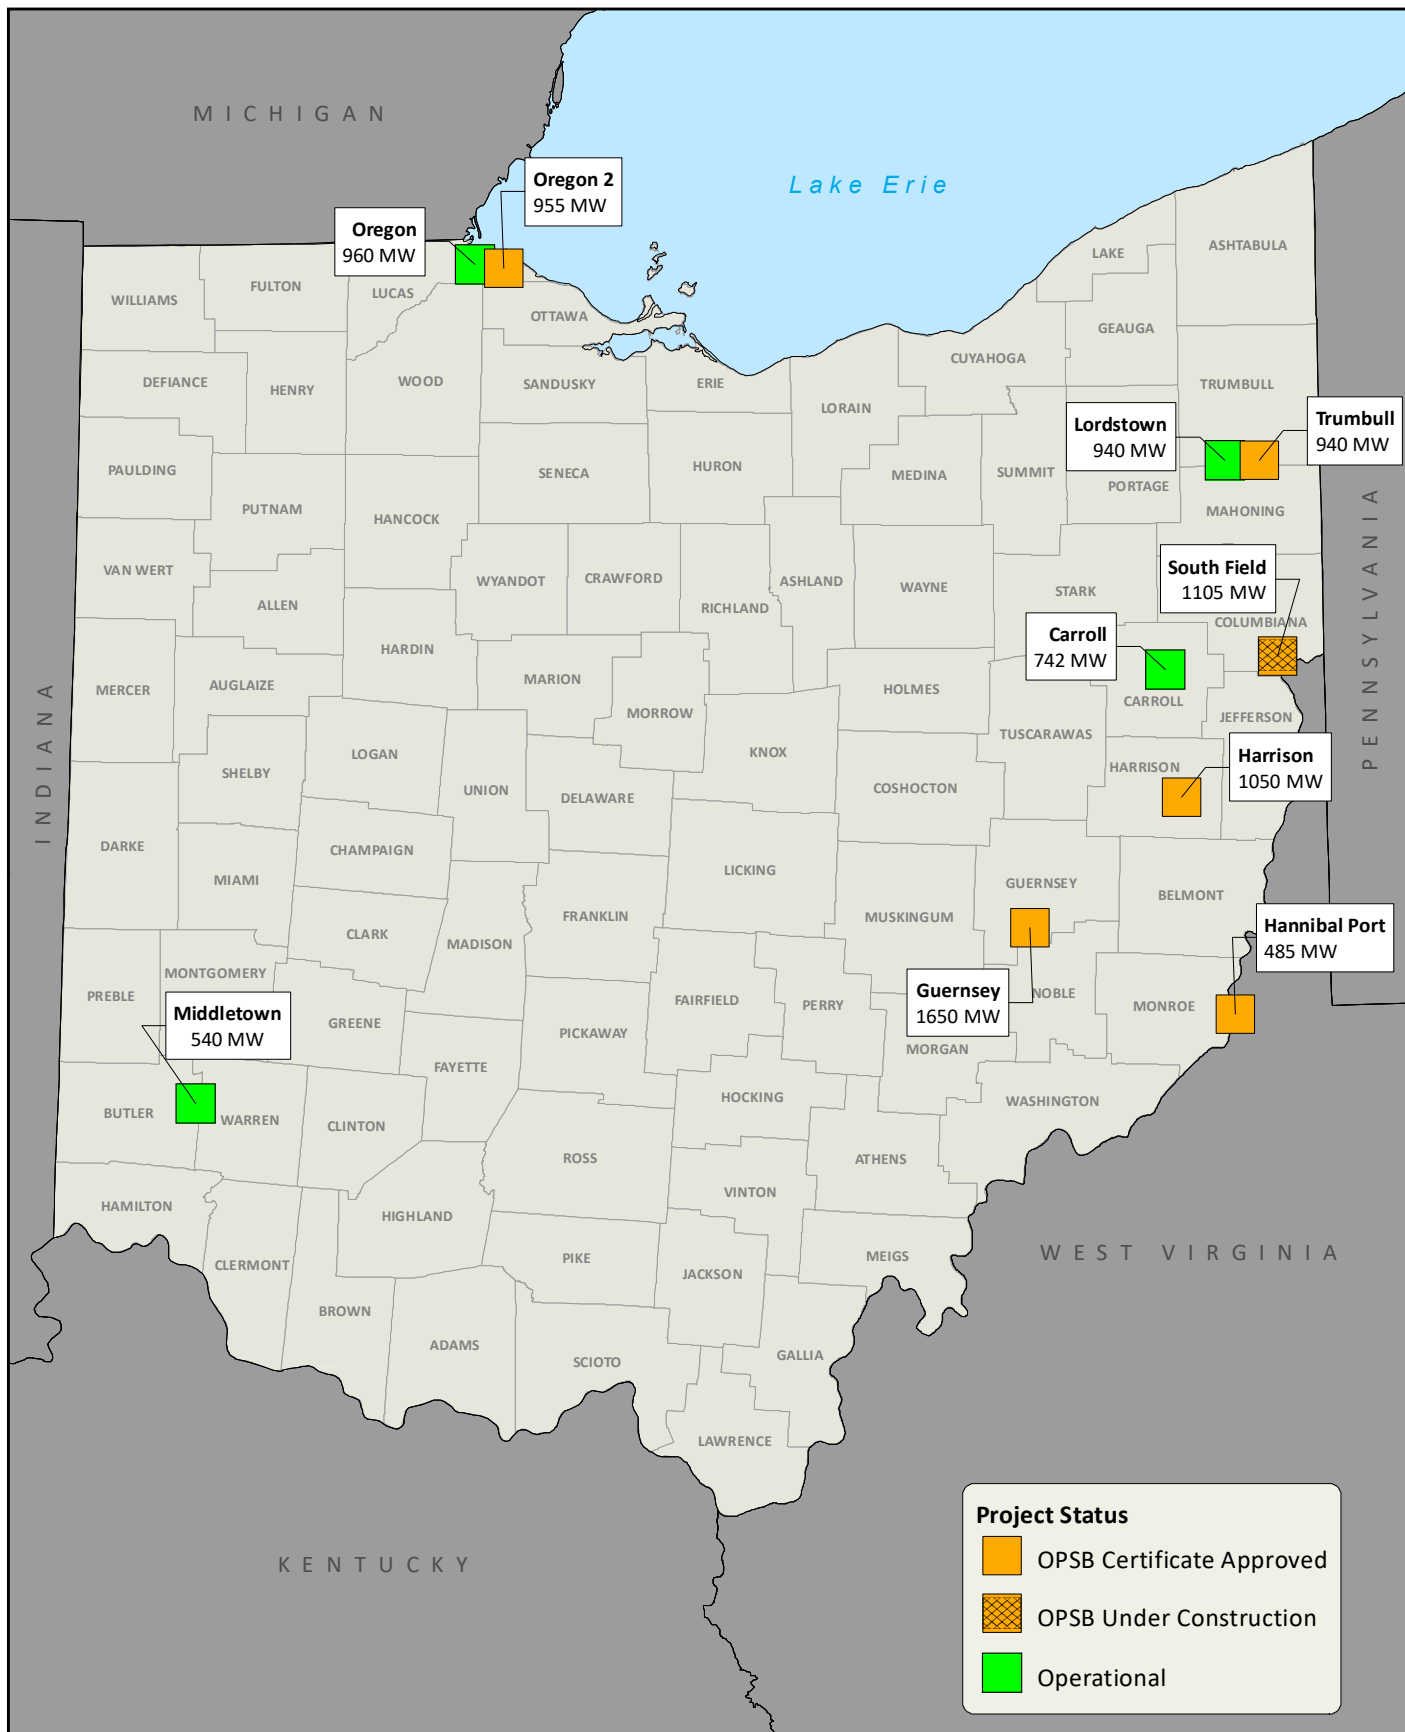 MICHIGAN
Lake Erie
Oregon 2
955 MW
Oregon
960 MW
LAKE
ASHTABULA
WILLIAMS
FULTON
LUCAS
OTTAWA
GEAUGA
CUYAHOGA
DEFIANCE
HENRY
WOOD
SANDUSKY
ERIE
LORAIN
TRUMBULL
Lordstown
940 MW
Trumbull
940 MW
PAULDING
PUTNAM
HANCOCK
SENECA
HURON
MEDINA
SUMMIT
PORTAGE
MAHONING
PENNSYLVANIA
VAN WERT
ALLEN
WYANDOT
CRAWFORD
RICHLAND
ASHLAND
WAYNE
STARK
South Field
1105 MW
COLUMBIANA
Carroll
742 MW
CARROLL
HARDIN
MARION
MORROW
HOLMES
MERCER
AUGLAIZE
INDIANA
TUSCARAWAS
JEFFERSON
LOGAN
SHELBY
UNION
DELAWARE
KNOX
COSHOCTON
HARRISON
Harrison
1050 MW
DARKE
MIAMI
CHAMPAIGN
CLARK
MADISON
FRANKLIN
LICKING
MUSKINGUM
GUERNSEY
BELMONT
Hannibal Port
485 MW
PREBLE
MONTGOMERY
GREENE
FAYETTE
PICKAWAY
FAIRFIELD
PERRY
Guernsey
1650 MW
NOBLE
MONROE
MORGAN
Middletown
540 MW
BUTLER
WARREN
CLINTON
HOCKING
WASHINGTON
ROSS
ATHENS
VINTON
HAMILTON
HIGHLAND
CLERMONT
PIKE
JACKSON
MEIGS
WEST VIRGINIA
BROWN
ADAMS
SCIOTO
GALLIA
LAWRENCE
KENTUCKY
Project Status
OPSB Certificate Approved
OPSB Under Construction
Operational